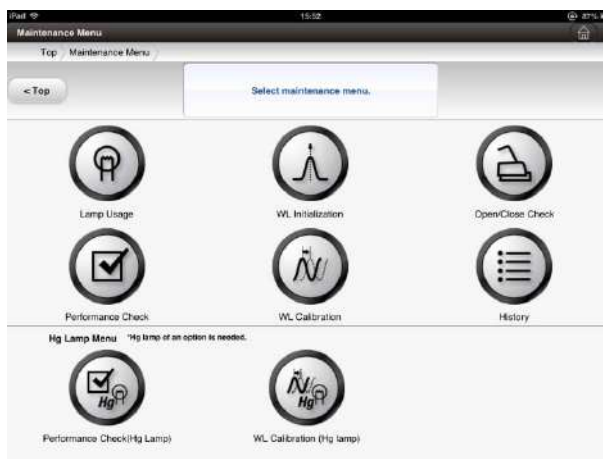 iPad 15:52 87%
Maintenance Menu
Top Maintenance Menu
< Top
Select maintenance menu.
Lamp Usage WL Initialization Open/Close Check
Performance Check WL Calibration History
Hg Lamp Menu *Hg lamp of an option is needed.
Hg Hg
Performance Check(Hg Lamp) WL Calibration (Hg lamp)